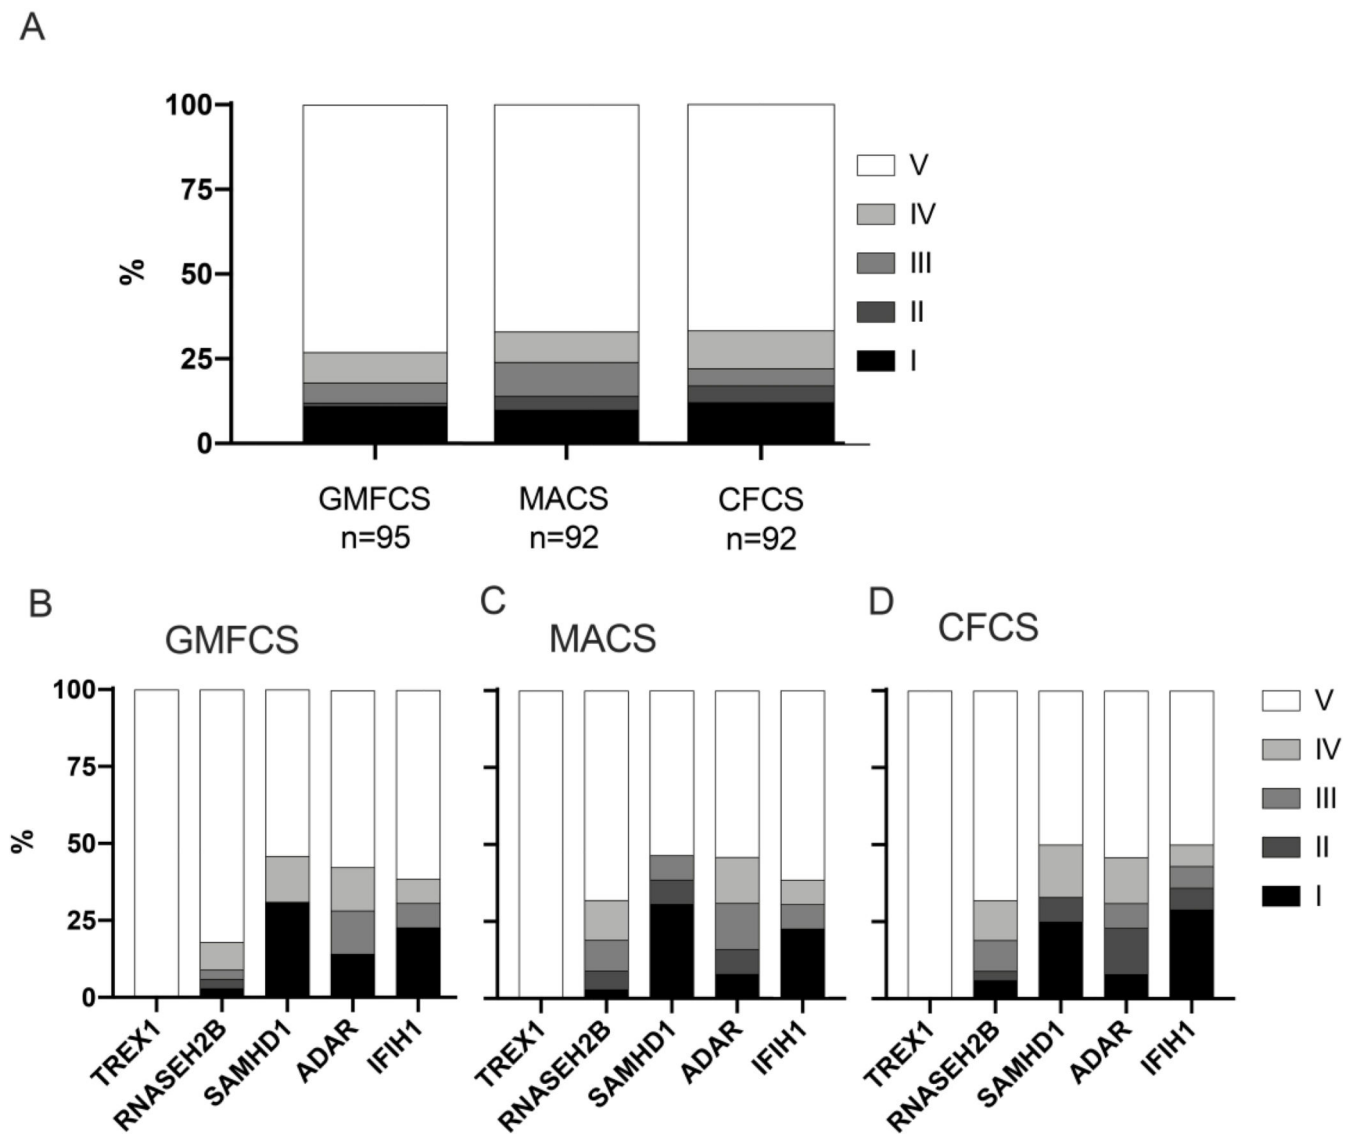 A
100
75
50
25
0
%
V
IV
III
II
I
GMFCS
n=95
MACS
n=92
CFCS
n=92
B
GMFCS
100
75
50
25
0
%
TREX1
RNASEH2B
SAMHD1
ADAR
IFIH1
C
MACS
TREX1
RNASEH2B
SAMHD1
ADAR
IFIH1
D
CFCS
TREX1
RNASEH2B
SAMHD1
ADAR
IFIH1
V
IV
III
II
I